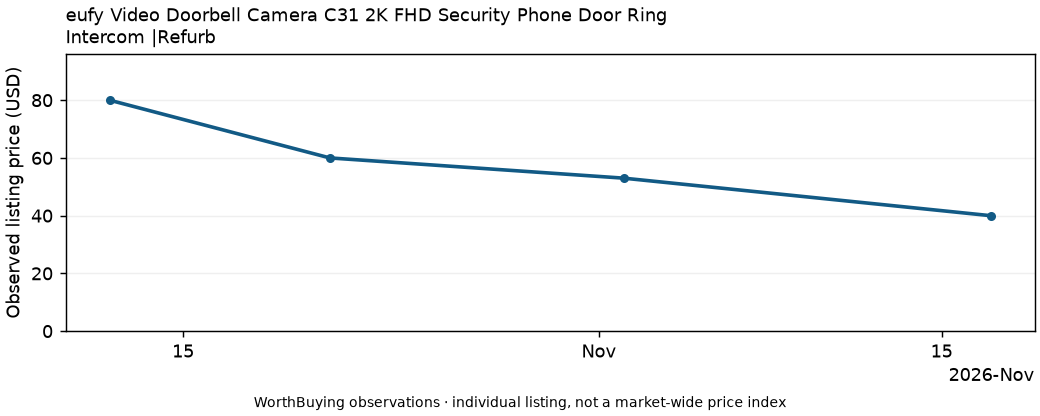 eufy Video Doorbell Camera C31 2K FHD Security Phone Door Ring
Intercom |Refurb
Observed listing price (USD)
80
60
40
20
0
15
Nov
15
2026-Nov
WorthBuying observations · individual listing, not a market-wide price index